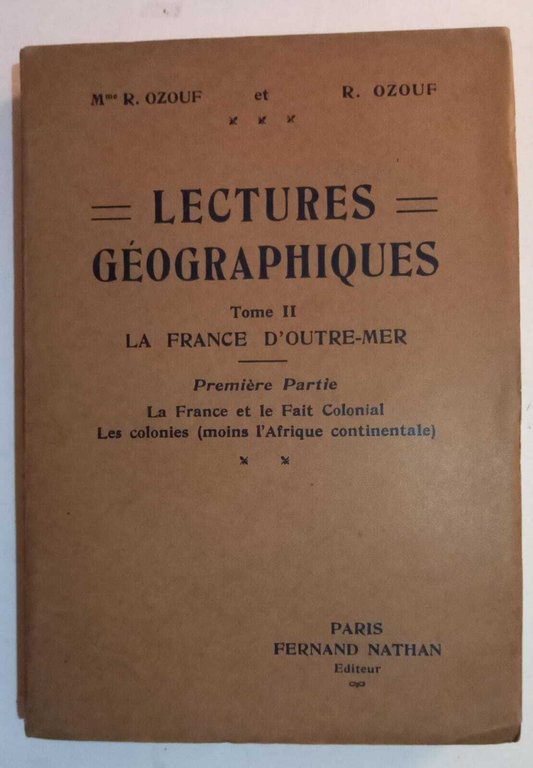 Mme R. OZOUF et R. OZOUF
LECTURES
GÉOGRAPHIQUES
Tome II
LA FRANCE D'OUTRE-MER
Première Partie
La France et le Fait Colonial
Les colonies (moins l'Afrique continentale)
PARIS
FERNAND NATHAN
Editeur